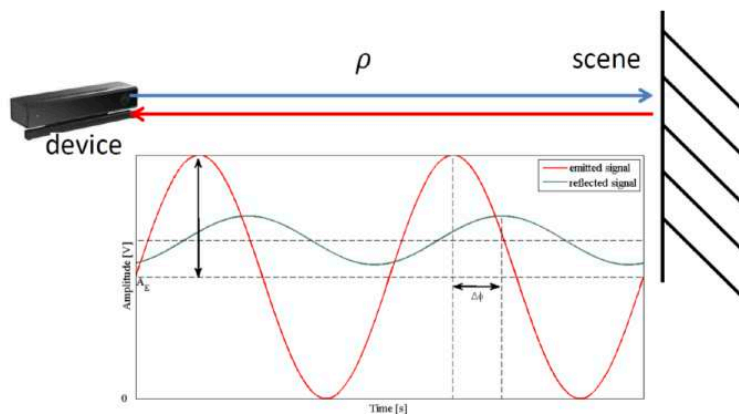 ρ
scene
device
emitted signal
reflected signal
Amplitude [V]
A_E
Δϕ
0
Time [s]